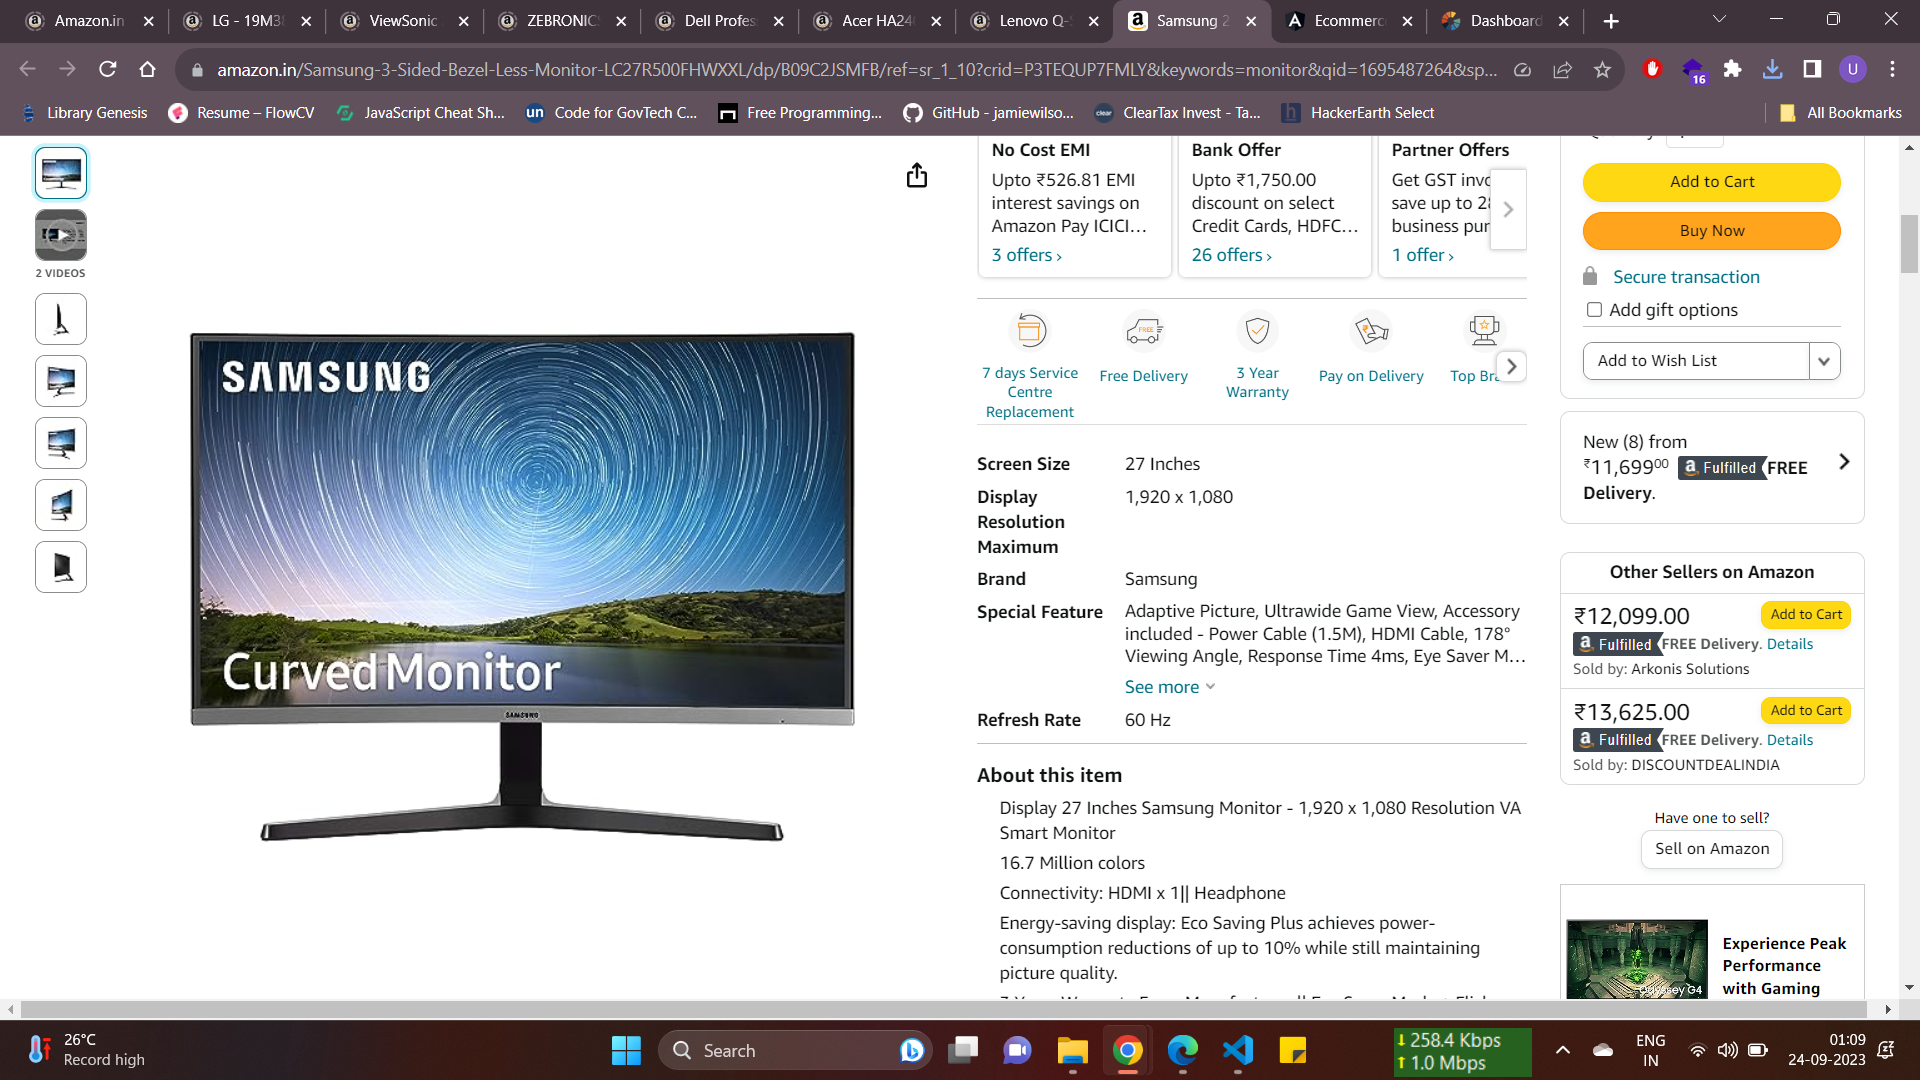 Amazon.in
LG - 19M38
ViewSonic
ZEBRONICS
Dell Profes
Acer HA240
Lenovo Q-
Samsung 2
Ecommerc
Dashboard
amazon.in/Samsung-3-Sided-Bezel-Less-Monitor-LC27R500FHWXXL/dp/B09C2JSMFB/ref=sr_1_10?crid=P3TEQUP7FMLY&keywords=monitor&qid=1695487264&sp...
16
U
Library Genesis
Resume – FlowCV
JavaScript Cheat Sh...
un
Code for GovTech C...
Free Programming...
GitHub - jamiewilso...
clear
ClearTax Invest - Ta...
h
HackerEarth Select
All Bookmarks
2 VIDEOS
SAMSUNG
Curved Monitor
SAMSUNG
No Cost EMI
Upto ₹526.81 EMI
interest savings on
Amazon Pay ICICI…
3 offers ›
Bank Offer
Upto ₹1,750.00
discount on select
Credit Cards, HDFC…
26 offers ›
Partner Offers
Get GST invo
save up to 28
business pur
1 offer ›
7 days Service
Centre
Replacement
FREE
Free Delivery
3 Year
Warranty
Pay on Delivery
Top Bra
Screen Size 27 Inches
Display 1,920 x 1,080
Resolution
Maximum
Brand Samsung
Special Feature Adaptive Picture, Ultrawide Game View, Accessory
included - Power Cable (1.5M), HDMI Cable, 178°
Viewing Angle, Response Time 4ms, Eye Saver M…
See more
Refresh Rate 60 Hz
About this item
Display 27 Inches Samsung Monitor - 1,920 x 1,080 Resolution VA
Smart Monitor
16.7 Million colors
Connectivity: HDMI x 1|| Headphone
Energy-saving display: Eco Saving Plus achieves power-
consumption reductions of up to 10% while still maintaining
picture quality.
Add to Cart
Buy Now
Secure transaction
Add gift options
Add to Wish List
New (8) from
₹11,699⁰⁰ a Fulfilled FREE
Delivery.
Other Sellers on Amazon
₹12,099.00 Add to Cart
a Fulfilled FREE Delivery. Details
Sold by: Arkonis Solutions
₹13,625.00 Add to Cart
a Fulfilled FREE Delivery. Details
Sold by: DISCOUNTDEALINDIA
Have one to sell?
Sell on Amazon
Odyssey G4
Experience Peak
Performance
with Gaming
26°C
Record high
Search
258.4 Kbps
1.0 Mbps
ENG
IN
01:09
24-09-2023